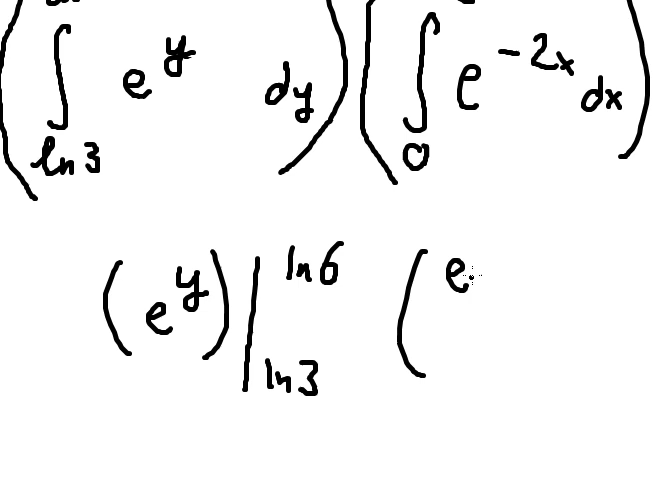 ( ∫ e^y dy ) ( ∫ e^-2x dx )
ln3 0
(e^y) | ln6 ( e
ln3